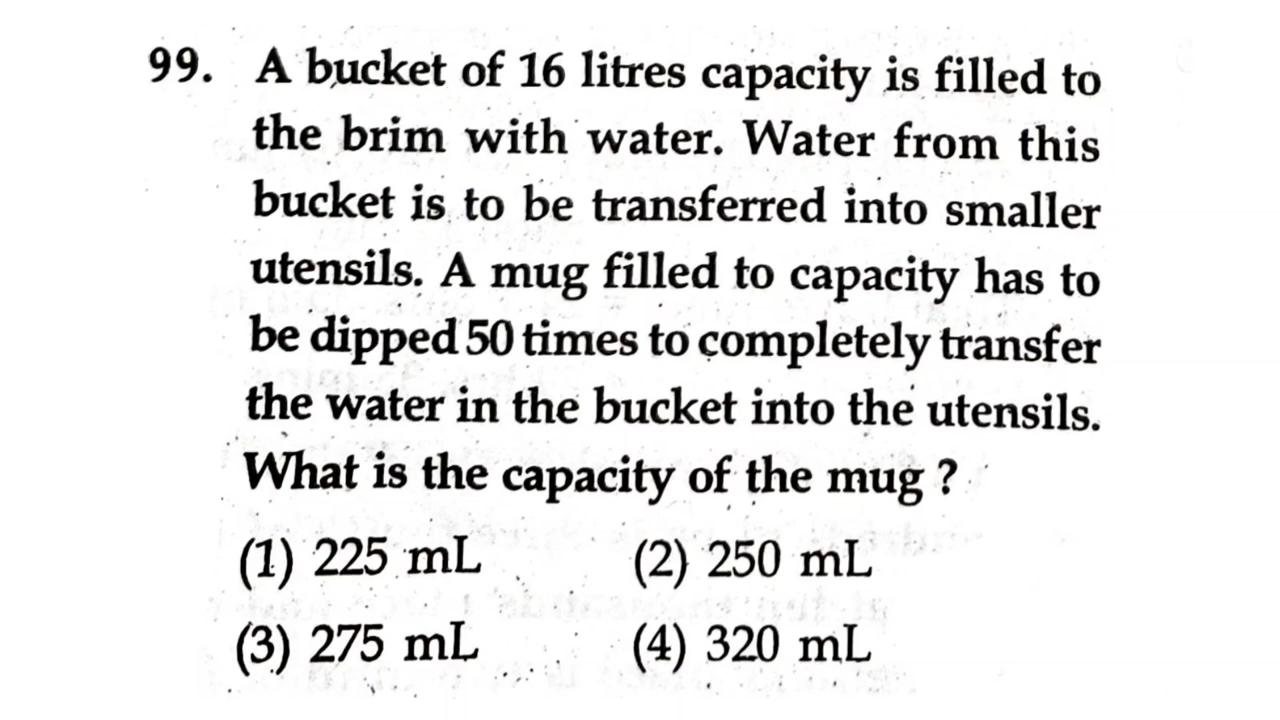 99. A bucket of 16 litres capacity is filled to
the brim with water. Water from this
bucket is to be transferred into smaller
utensils. A mug filled to capacity has to
be dipped 50 times to completely transfer
the water in the bucket into the utensils.
What is the capacity of the mug ?
(1) 225 mL (2) 250 mL
(3) 275 mL (4) 320 mL